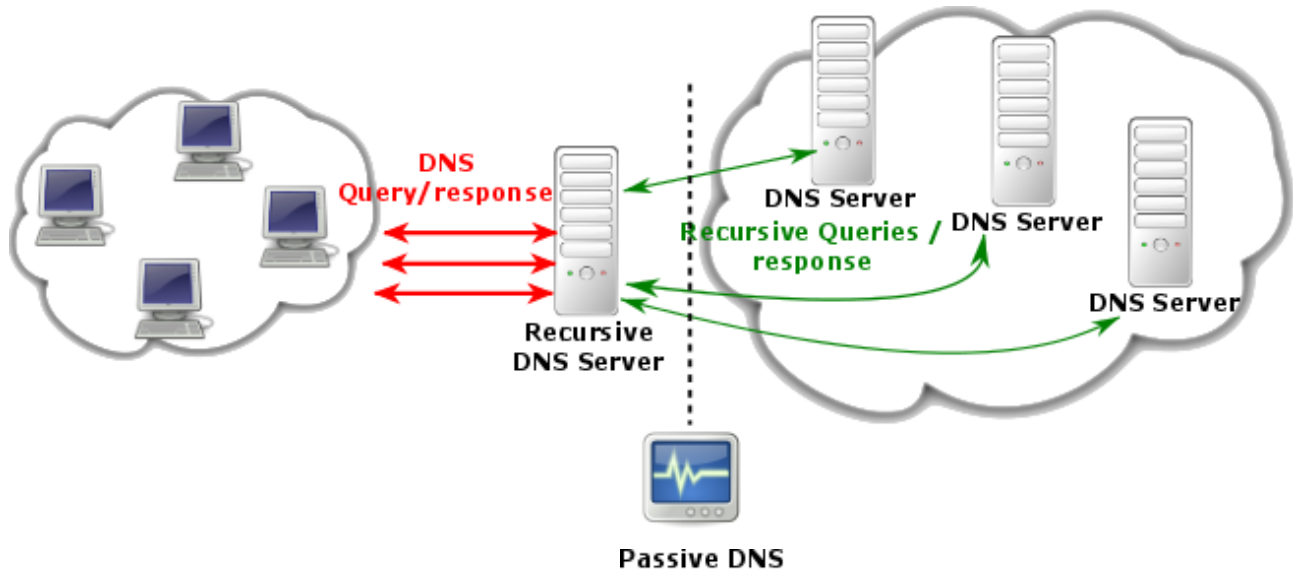 DNS
Query/response
Recursive
DNS Server
DNS Server
DNS Server
Recursive Queries /
response
DNS Server
Passive DNS